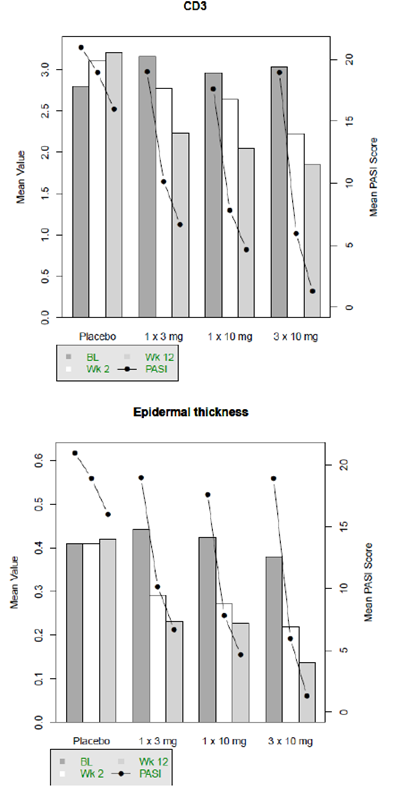 CD3
3.0
2.5
2.0
1.5
1.0
0.5
0.0
Mean Value
20
15
10
5
0
Mean PASI Score
Placebo 1 x 3 mg 1 x 10 mg 3 x 10 mg
BL Wk 12
Wk 2 PASI
Epidermal thickness
0.6
0.5
0.4
0.3
0.2
0.1
0.0
Mean Value
20
15
10
5
0
Mean PASI Score
Placebo 1 x 3 mg 1 x 10 mg 3 x 10 mg
BL Wk 12
Wk 2 PASI